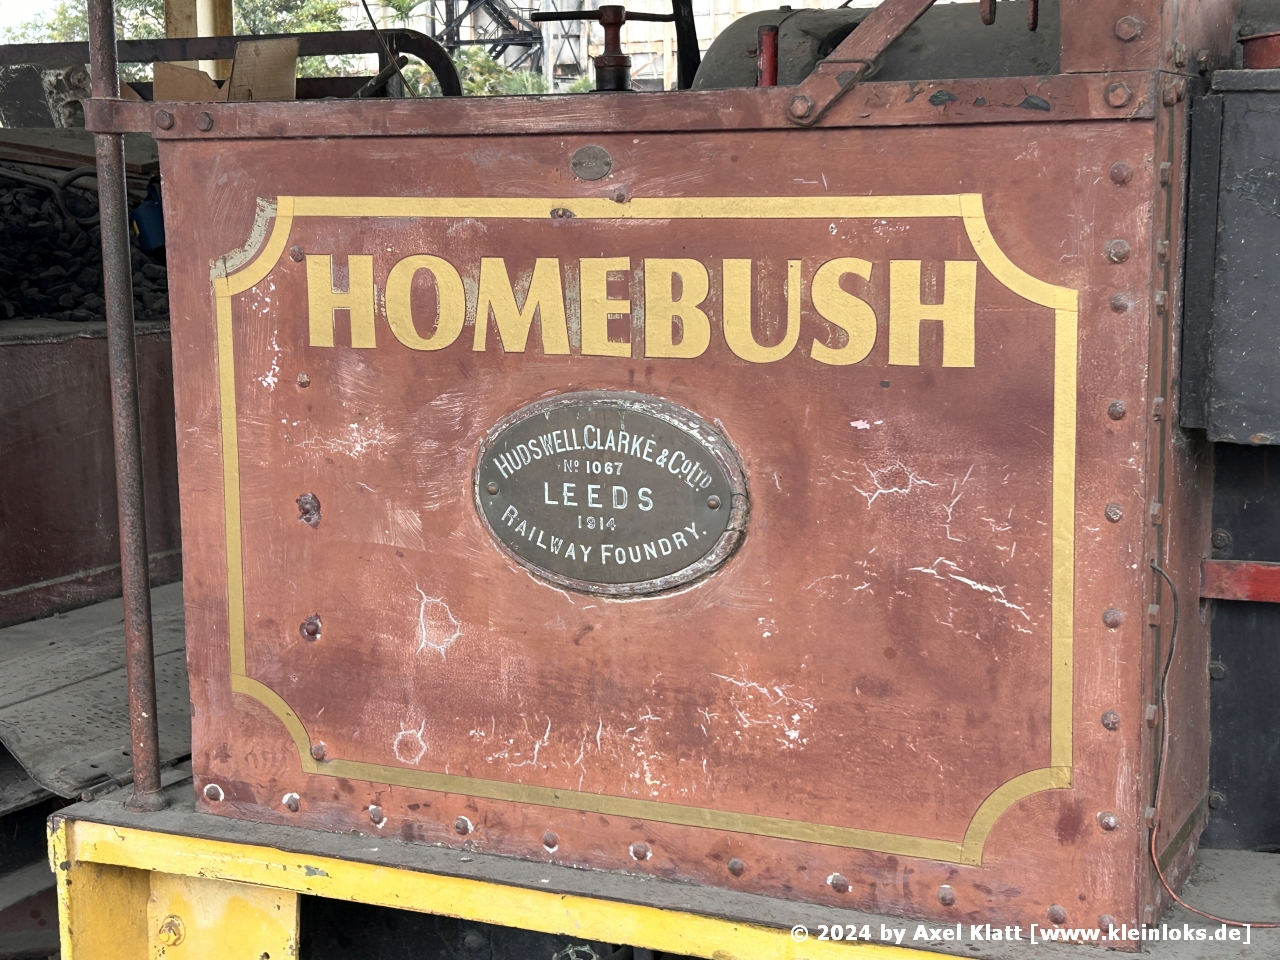 HOMEBUSH
HUDSWELL, CLARKE & CO LTD.
No 1067
LEEDS
1914
RAILWAY FOUNDRY.
© 2024 by Axel Klatt [www.kleinloks.de]